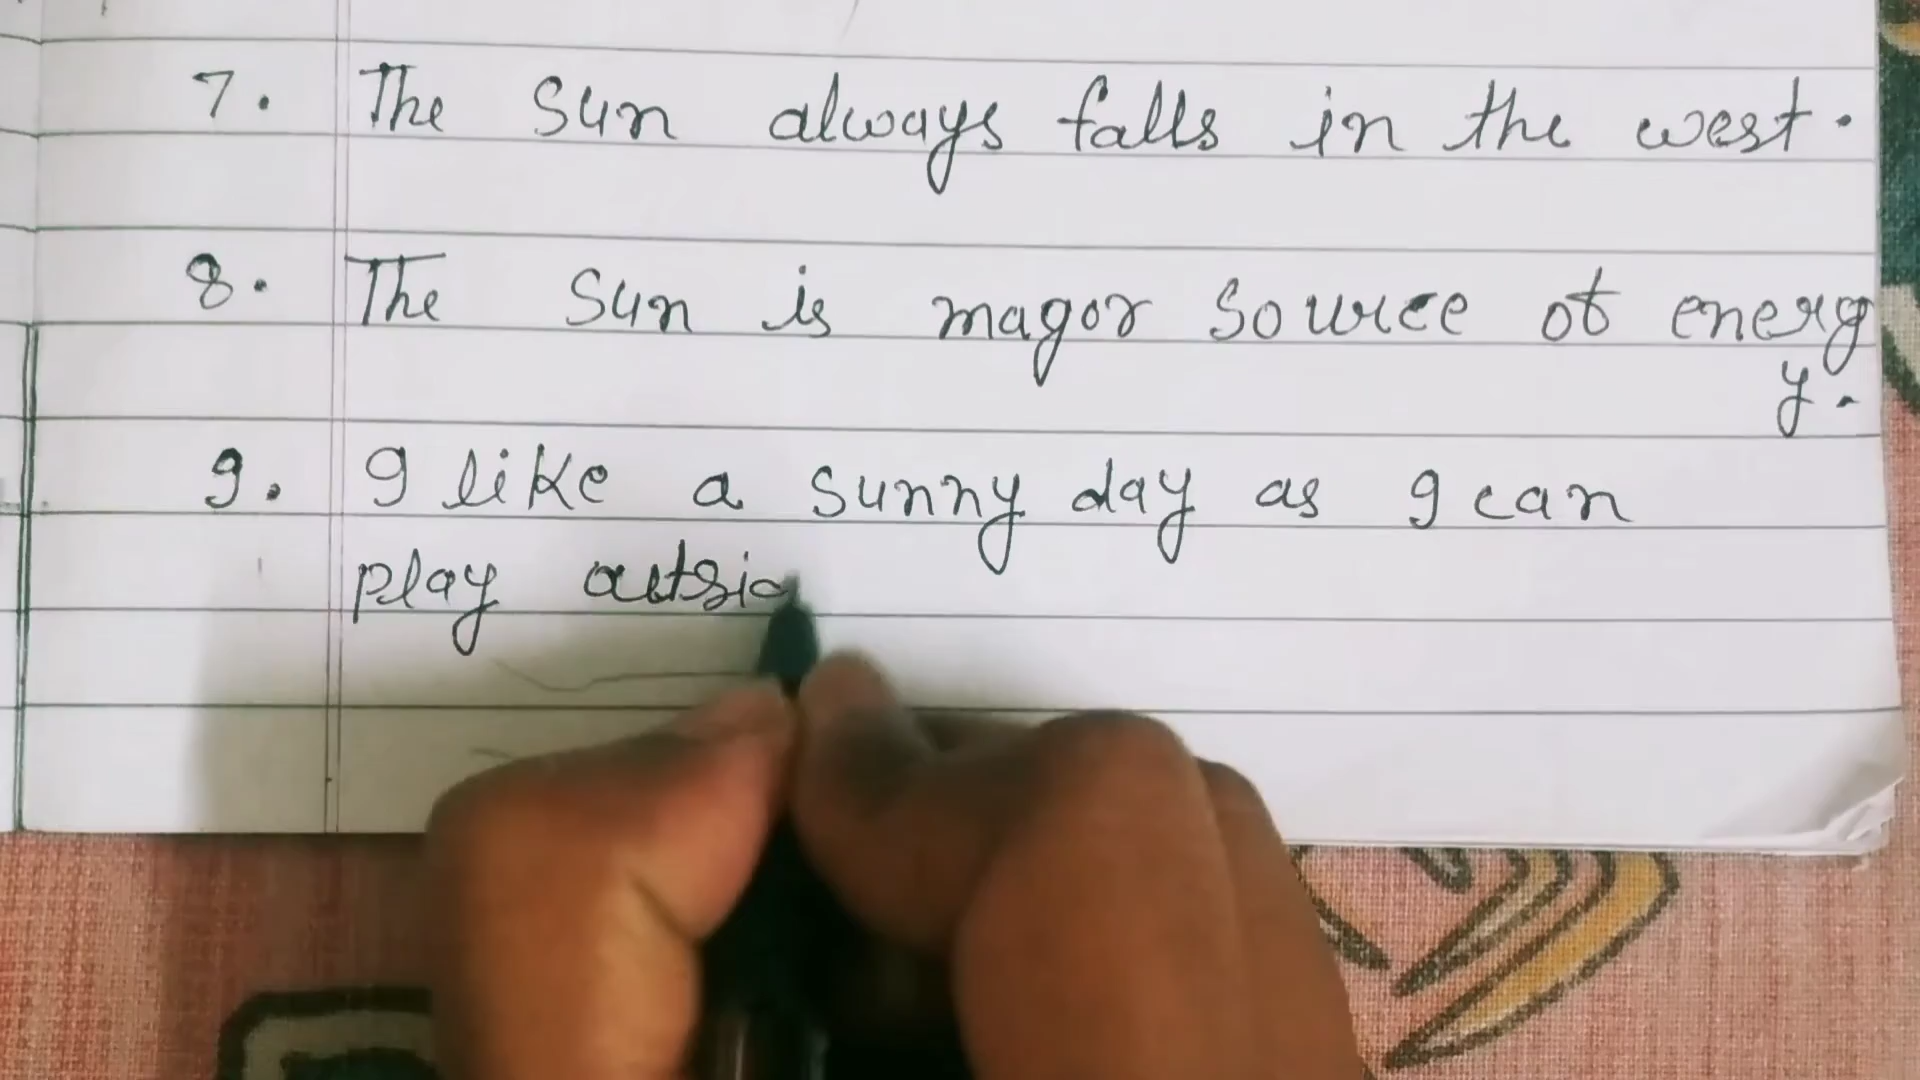 7. The Sun always falls in the west.
8. The Sun is magor source of energ
y.
9. I like a sunny day as I can
play outsid